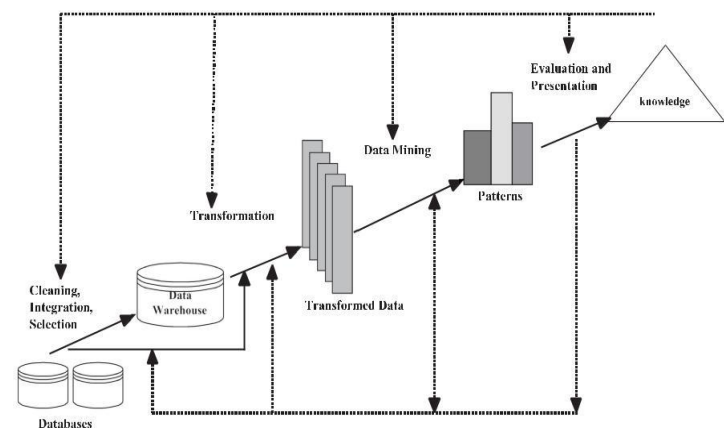 Evaluation and
Presentation
knowledge
Data Mining
Patterns
Transformation
Transformed Data
Cleaning,
Integration,
Selection
Data
Warehouse
Databases